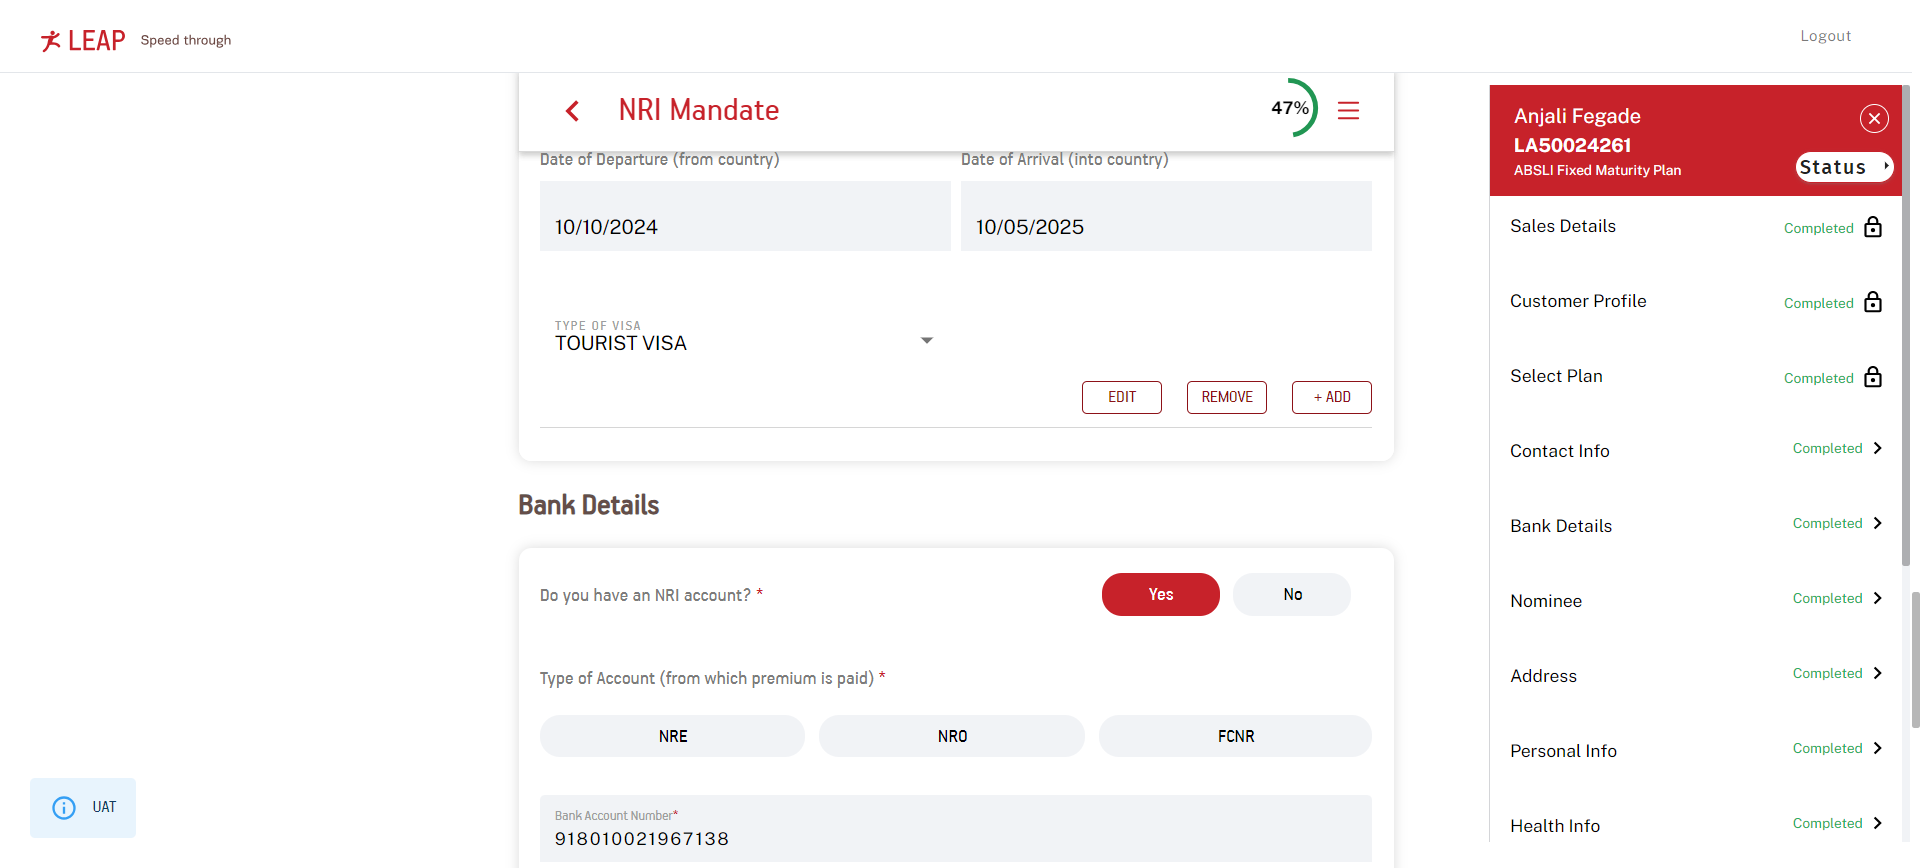 LEAP Speed through
Logout
NRI Mandate
47%
Date of Departure (from country)
Date of Arrival (into country)
10/10/2024
10/05/2025
TYPE OF VISA
TOURIST VISA
EDIT
REMOVE
+ ADD
Bank Details
Do you have an NRI account? *
Yes
No
Type of Account (from which premium is paid) *
NRE
NRO
FCNR
Bank Account Number*
918010021967138
UAT
Anjali Fegade
LA50024261
ABSLI Fixed Maturity Plan
Status
Sales Details Completed
Customer Profile Completed
Select Plan Completed
Contact Info Completed
Bank Details Completed
Nominee Completed
Address Completed
Personal Info Completed
Health Info Completed